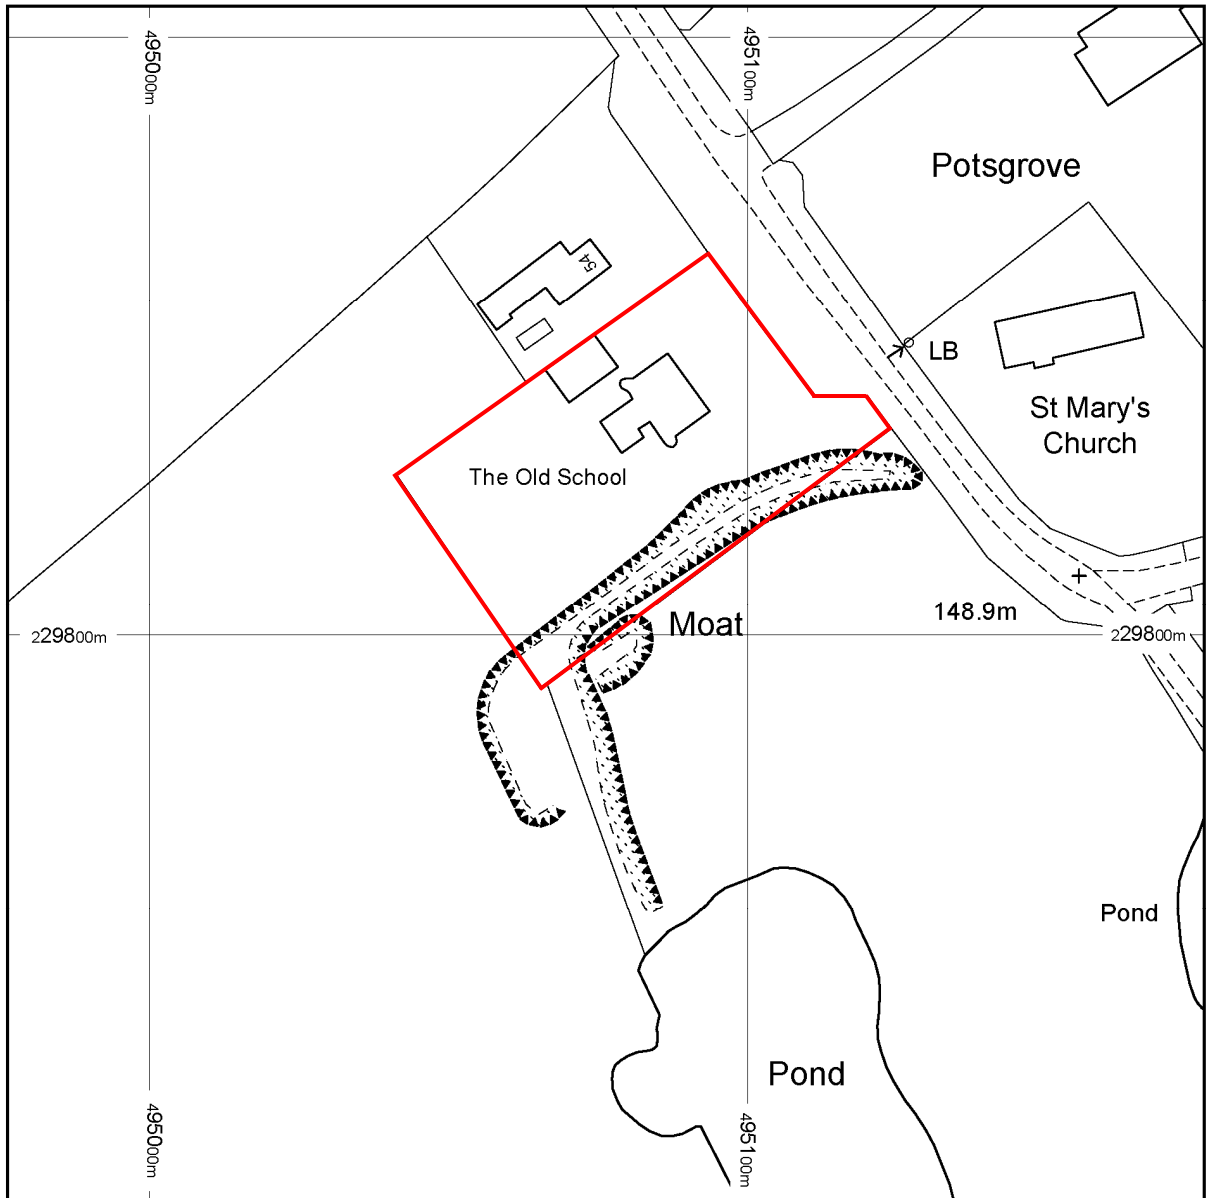 495000m
495100m
Potsgrove
54
LB
St Mary's
Church
The Old School
148.9m
Moat
229800m
229800m
Pond
Pond
495000m
495100m